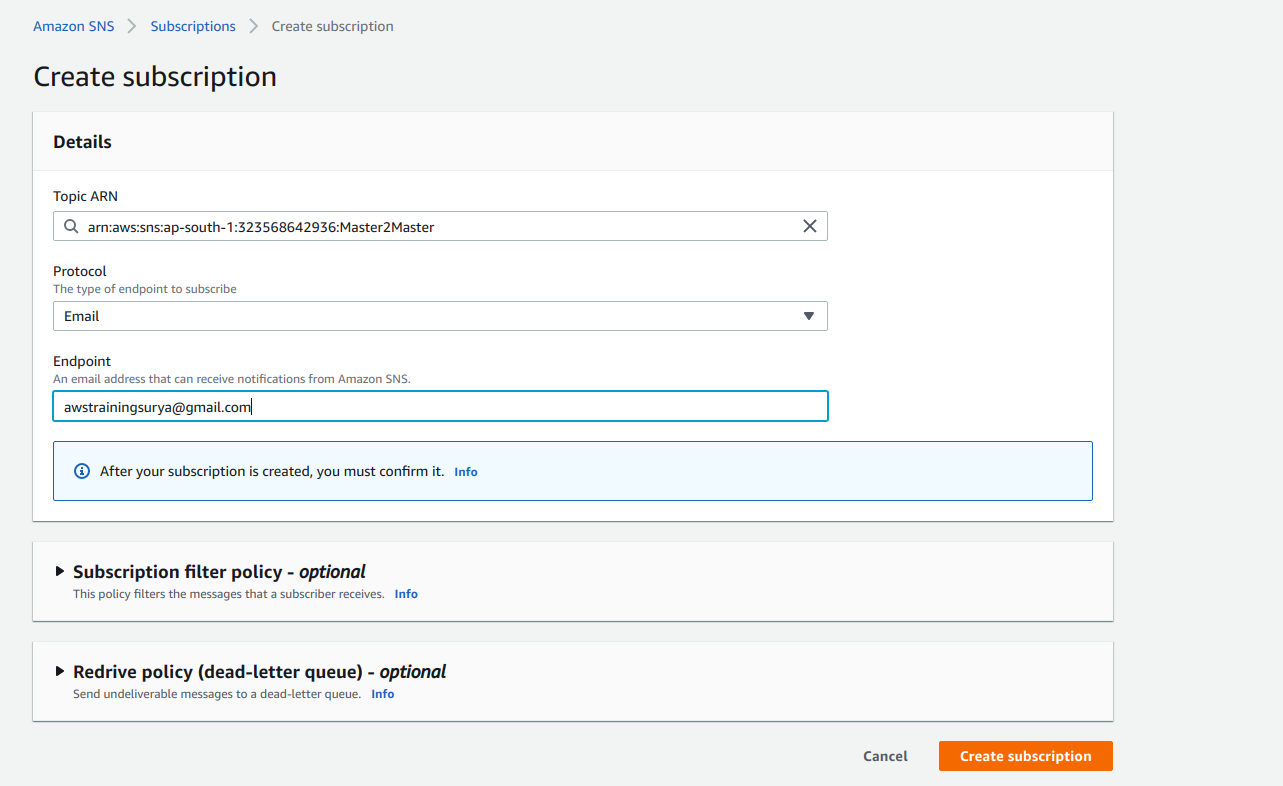 Amazon SNS > Subscriptions > Create subscription
Create subscription
Details
Topic ARN
arn:aws:sns:ap-south-1:323568642936:Master2Master
Protocol
The type of endpoint to subscribe
Email
Endpoint
An email address that can receive notifications from Amazon SNS.
awstrainingsurya@gmail.com
After your subscription is created, you must confirm it. Info
Subscription filter policy - optional
This policy filters the messages that a subscriber receives. Info
Redrive policy (dead-letter queue) - optional
Send undeliverable messages to a dead-letter queue. Info
Cancel Create subscription